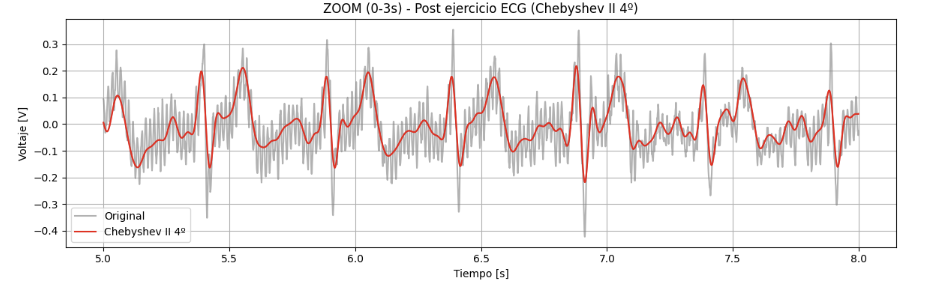 ZOOM (0-3s) - Post ejercicio ECG (Chebyshev II 4º)
Voltaje [V]
0.3
0.2
0.1
0.0
−0.1
−0.2
−0.3
−0.4
Original
Chebyshev II 4º
5.0 5.5 6.0 6.5 7.0 7.5 8.0
Tiempo [s]